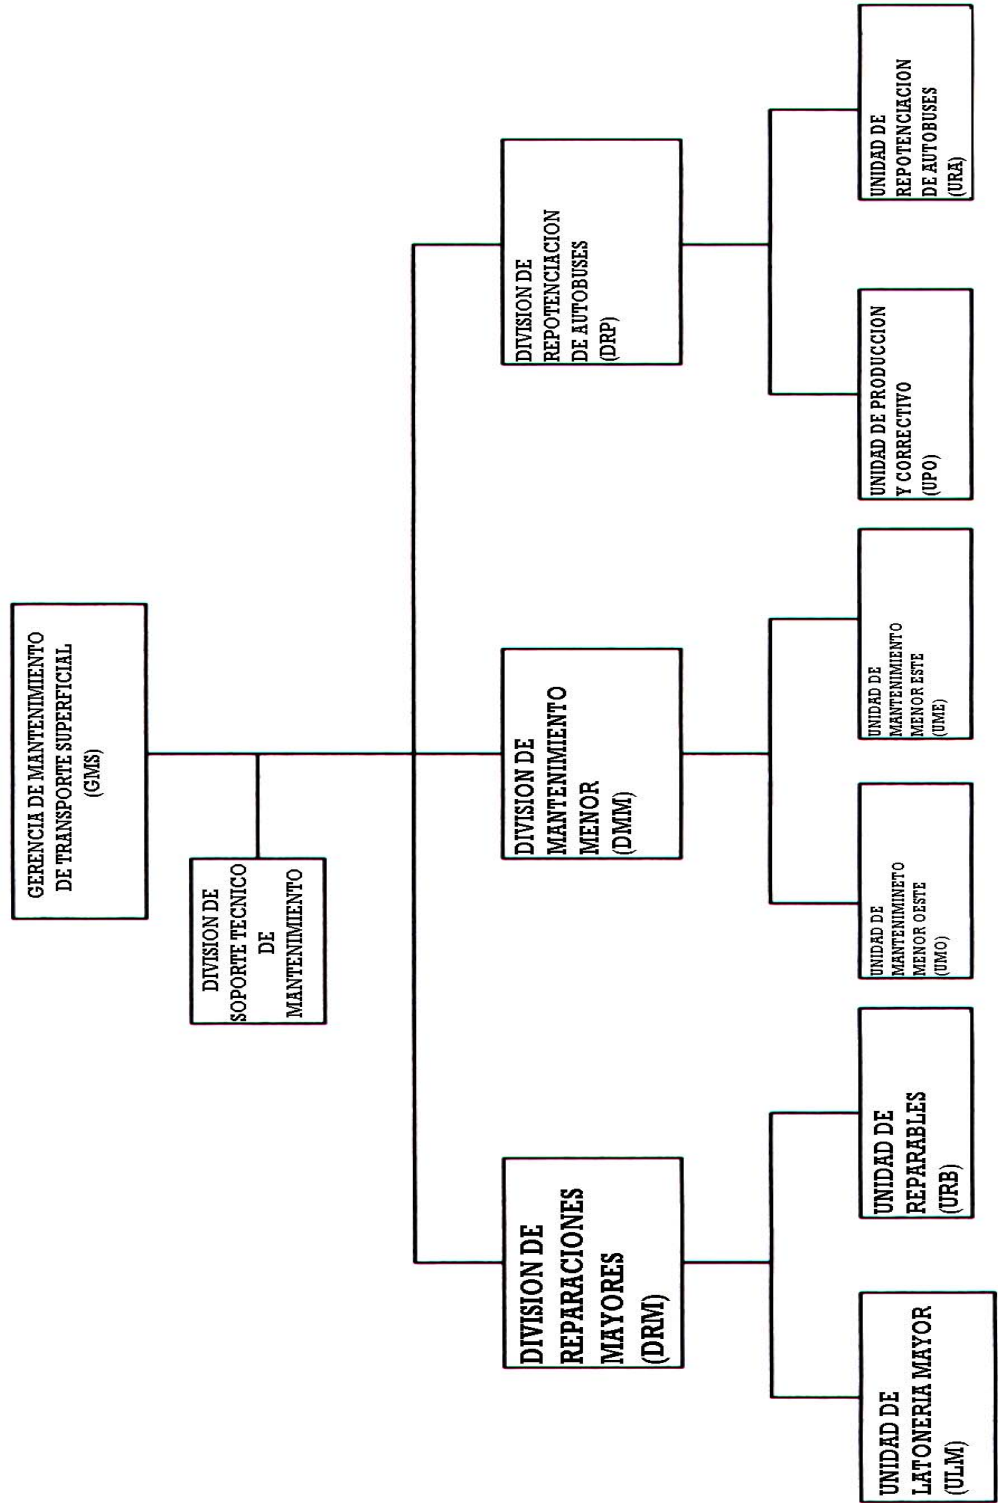 GERENCIA DE MANTENIMIENTO
DE TRANSPORTE SUPERFICIAL
(GMS)
DIVISION DE
SOPORTE TECNICO
DE
MANTENIMIENTO
DIVISION DE
REPARACIONES
MAYORES
(DRM)
DIVISION DE
MANTENIMIENTO
MENOR
(DMM)
DIVISION DE
REPOTENCIACION
DE AUTOBUSES
(DRP)
UNIDAD DE
LATONERIA MAYOR
(ULM)
UNIDAD DE
REPARABLES
(URB)
UNIDAD DE
MANTENIMINETO
MENOR OESTE
(UMO)
UNIDAD DE
MANTENIMIENTO
MENOR ESTE
(UME)
UNIDAD DE PRODUCCION
Y CORRECTIVO
(UPO)
UNIDAD DE
REPOTENCIACION
DE AUTOBUSES
(URA)